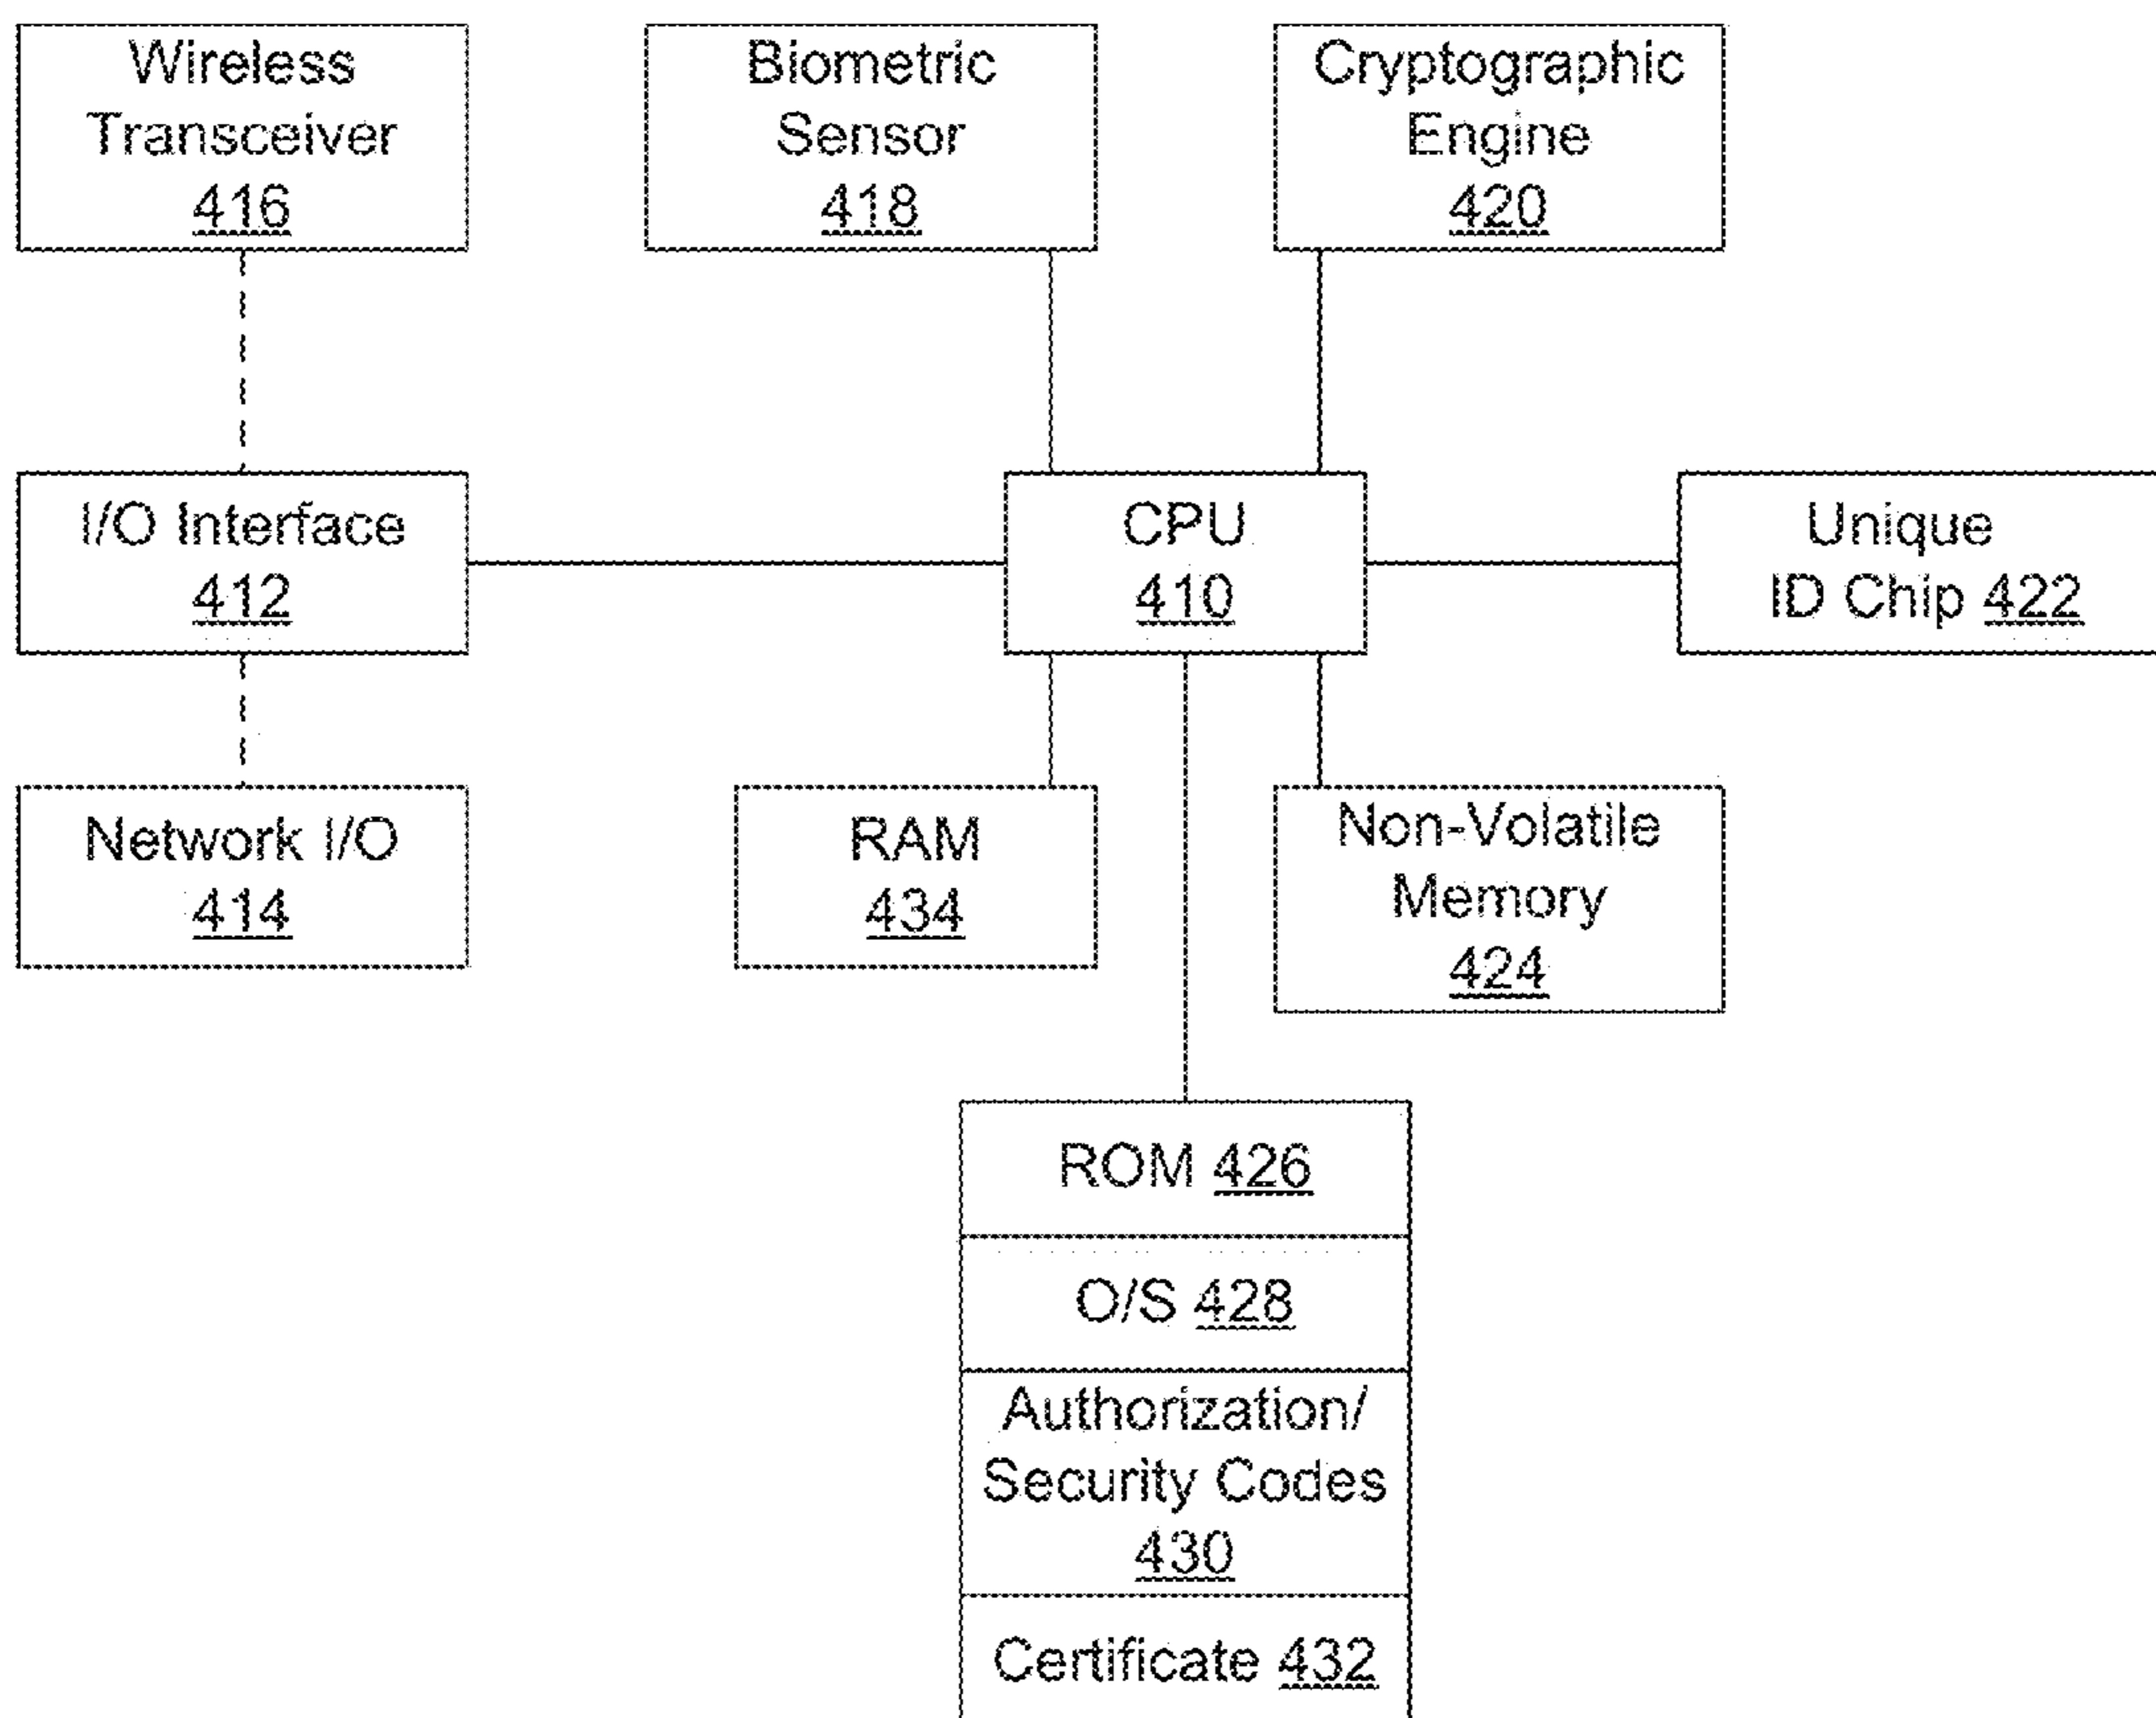 Wireless
Transceiver
416
Biometric
Sensor
418
Cryptographic
Engine
420
I/O Interface
412
CPU
410
Unique
ID Chip 422
Network I/O
414
RAM
434
Non-Volatile
Memory
424
ROM 426
O/S 428
Authorization/
Security Codes
430
Certificate 432